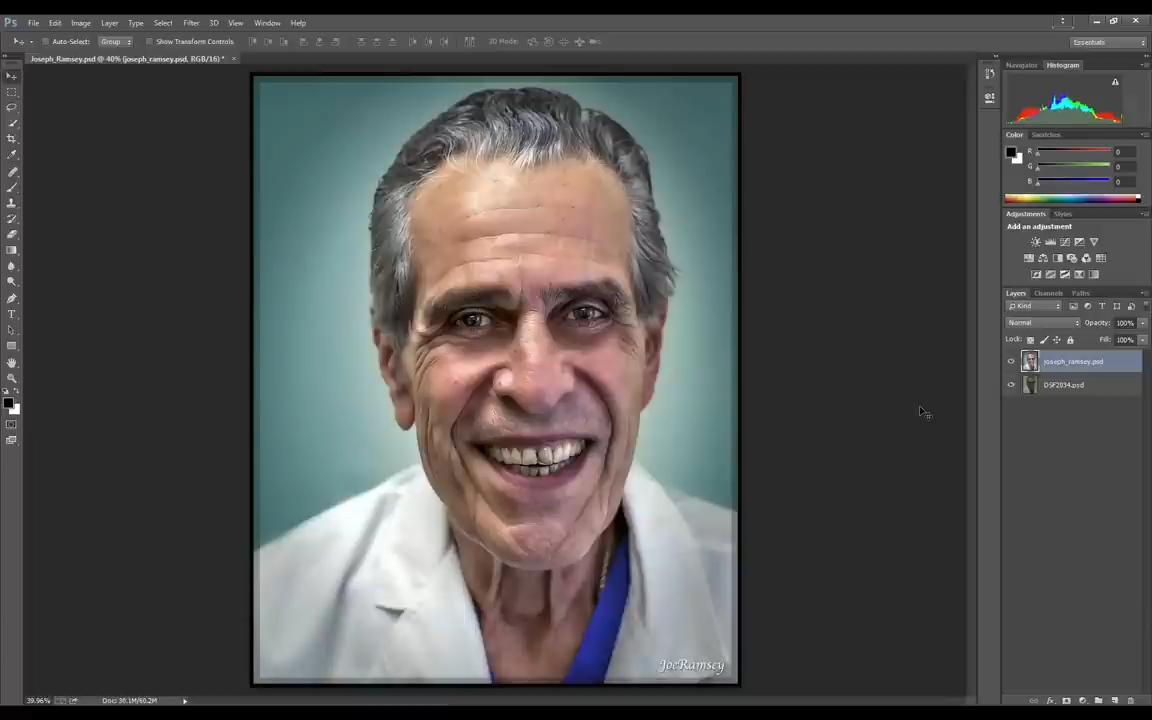 Ps File Edit Image Layer Type Select Filter 3D View Window Help
Auto-Select: Group Show Transform Controls 3D Mode: Essentials
Joseph_Ramsey.psd @ 40% (joseph_ramsey.psd, RGB/16) * ×
Navigator Histogram
Color Swatches
R 0
G 0
B 0
Adjustments Styles
Add an adjustment
Layers Channels Paths
Kind
Normal Opacity: 100%
Lock: Fill: 100%
joseph_ramsey.psd
DSF2034.psd
JoeRamsey
39.96% Doc: 30.1M/60.2M